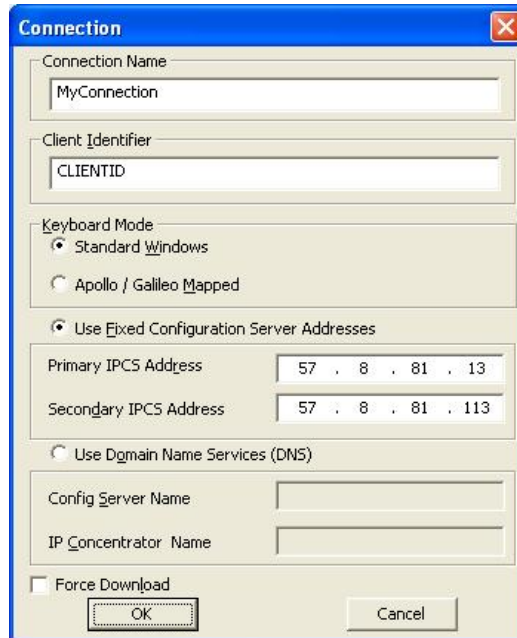 Connection
Connection Name
MyConnection
Client Identifier
CLIENTID
Keyboard Mode
Standard Windows
Apollo / Galileo Mapped
Use Fixed Configuration Server Addresses
Primary IPCS Address 57 . 8 . 81 . 13
Secondary IPCS Address 57 . 8 . 81 . 113
Use Domain Name Services (DNS)
Config Server Name
IP Concentrator Name
Force Download
OK Cancel